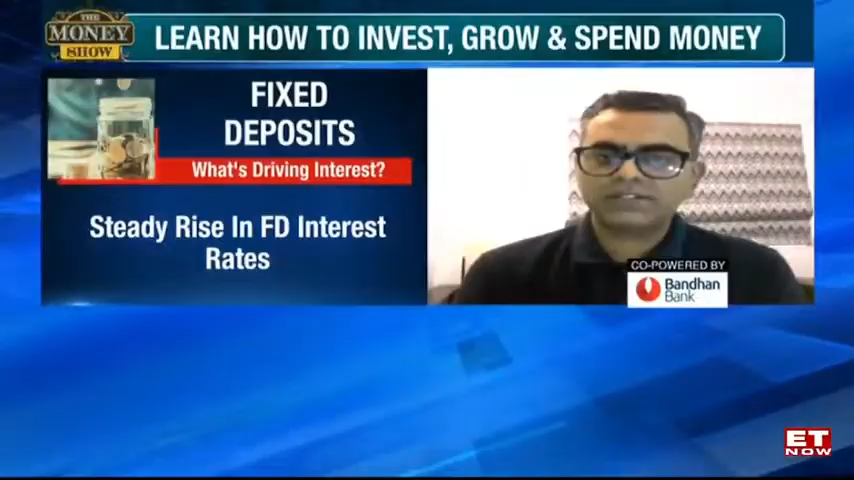 THE
MONEY
SHOW
LEARN HOW TO INVEST, GROW & SPEND MONEY
FIXED
DEPOSITS
What's Driving Interest?
Steady Rise In FD Interest
Rates
CO-POWERED BY
Bandhan
Bank
ET
NOW